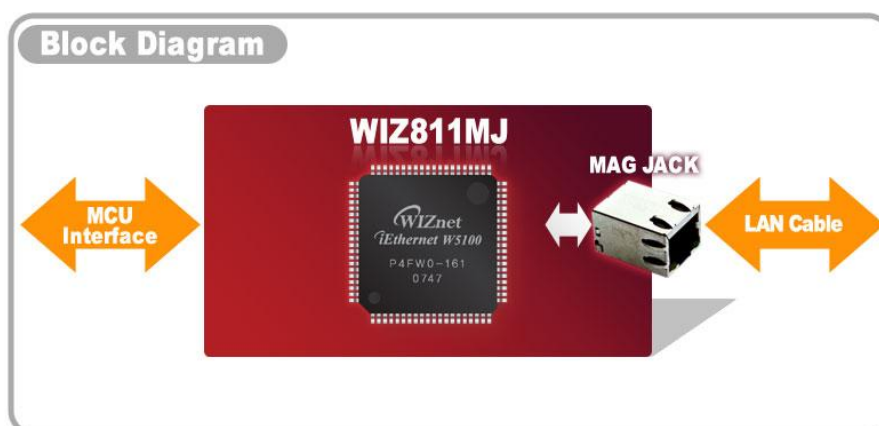 Block Diagram
WIZ811MJ
MAG JACK
MCU
Interface
WIZnet
iEthernet W5100
P4FW0-161
0747
LAN Cable